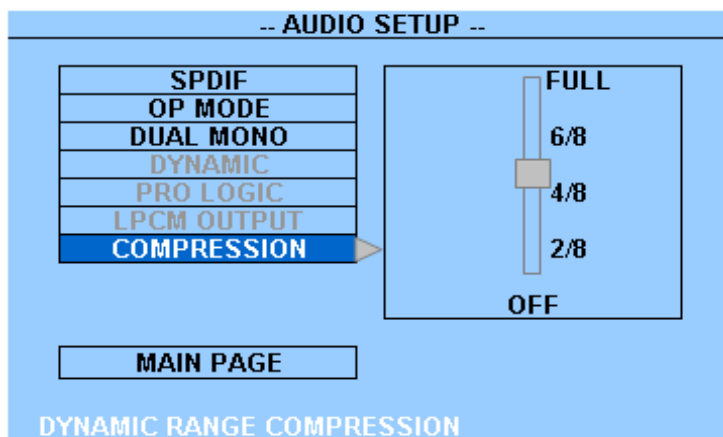 -- AUDIO SETUP --
SPDIF
OP MODE
DUAL MONO
DYNAMIC
PRO LOGIC
LPCM OUTPUT
COMPRESSION
FULL
6/8
4/8
2/8
OFF
MAIN PAGE
DYNAMIC RANGE COMPRESSION